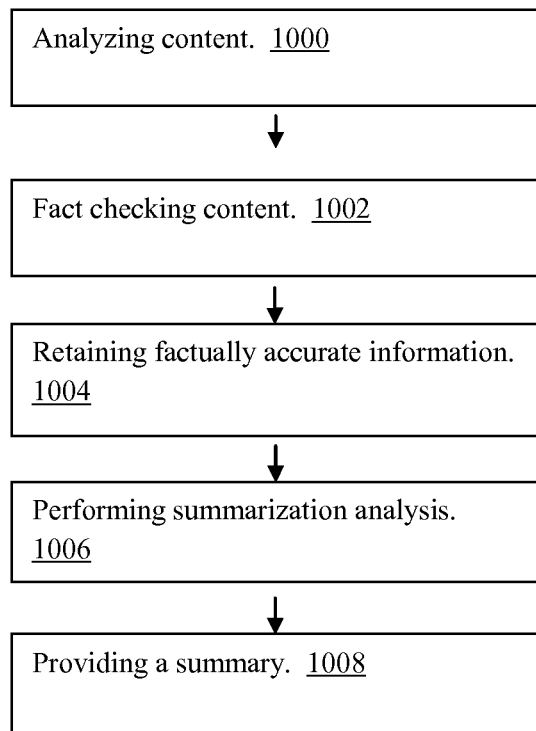 Analyzing content. 1000
Fact checking content. 1002
Retaining factually accurate information.
1004
Performing summarization analysis.
1006
Providing a summary. 1008